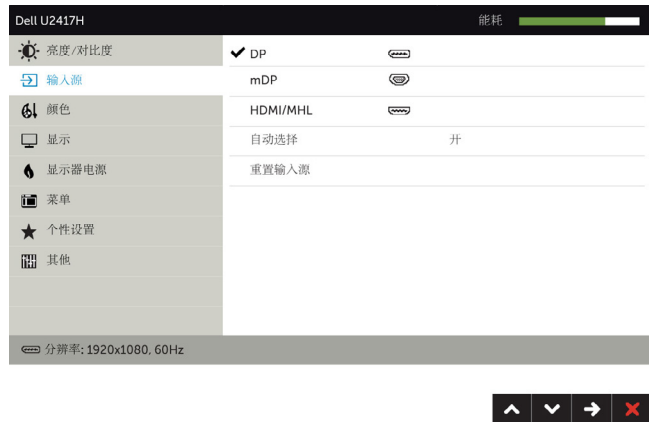 Dell U2417H 能耗
亮度/对比度
输入源
颜色
显示
显示器电源
菜单
个性设置
其他
DP
mDP
HDMI/MHL
自动选择 开
重置输入源
分辨率: 1920x1080, 60Hz